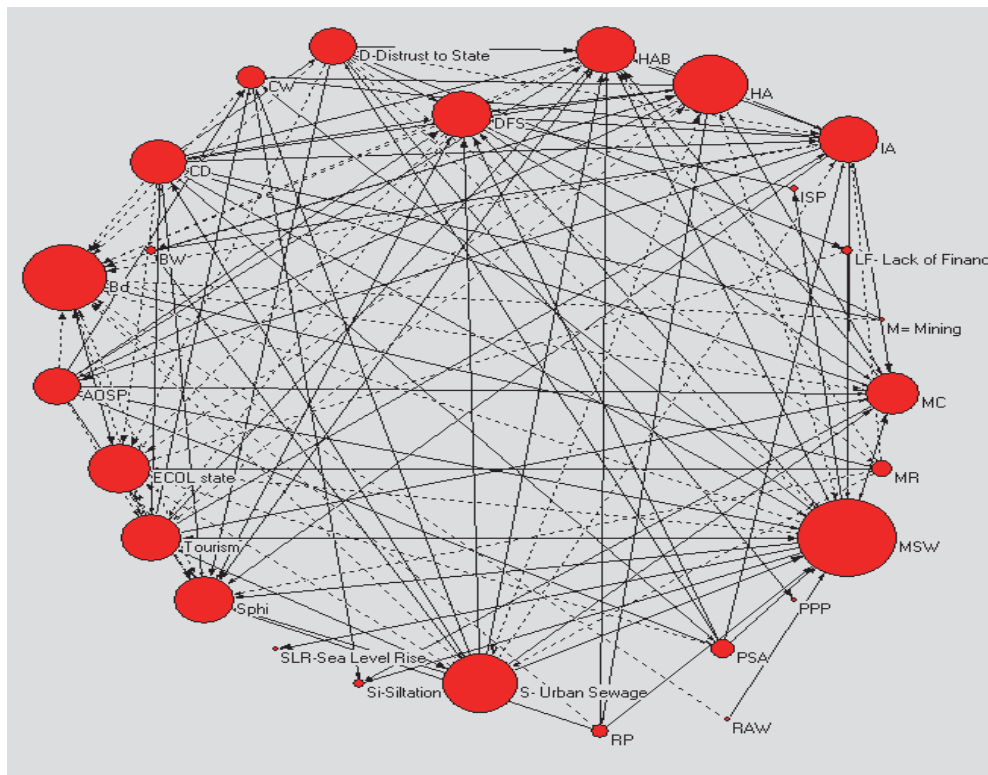 D-Distrust to State
HAB
CW
HA
DFS
IA
CD
ISP
BW
LF- Lack of Financ
Bd
M= Mining
AOSP
MC
ECOL state
MR
Tourism
MSW
Sphi
PPP
SLR-Sea Level Rise
PSA
Si-Siltation
S- Urban Sewage
RAW
RP